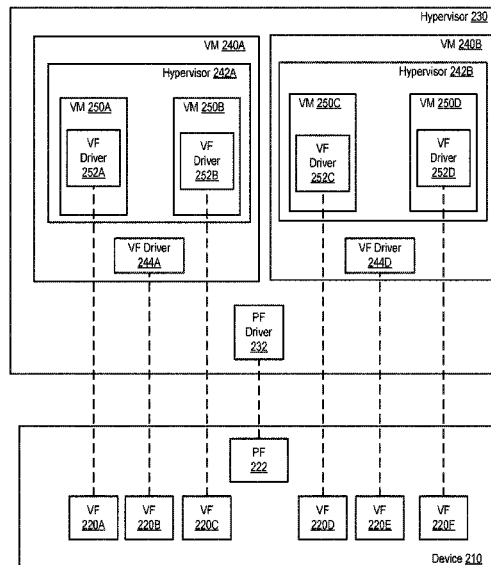 Hypervisor 230
VM 240A
VM 240B
Hypervisor 242A
Hypervisor 242B
VM 250A
VM 250B
VM 250C
VM 250D
VF
Driver
252A
VF
Driver
252B
VF
Driver
252C
VF
Driver
252D
VF Driver
244A
VF Driver
244D
PF
Driver
232
PF
222
VF
220A
VF
220B
VF
220C
VF
220D
VF
220E
VF
220F
Device 210